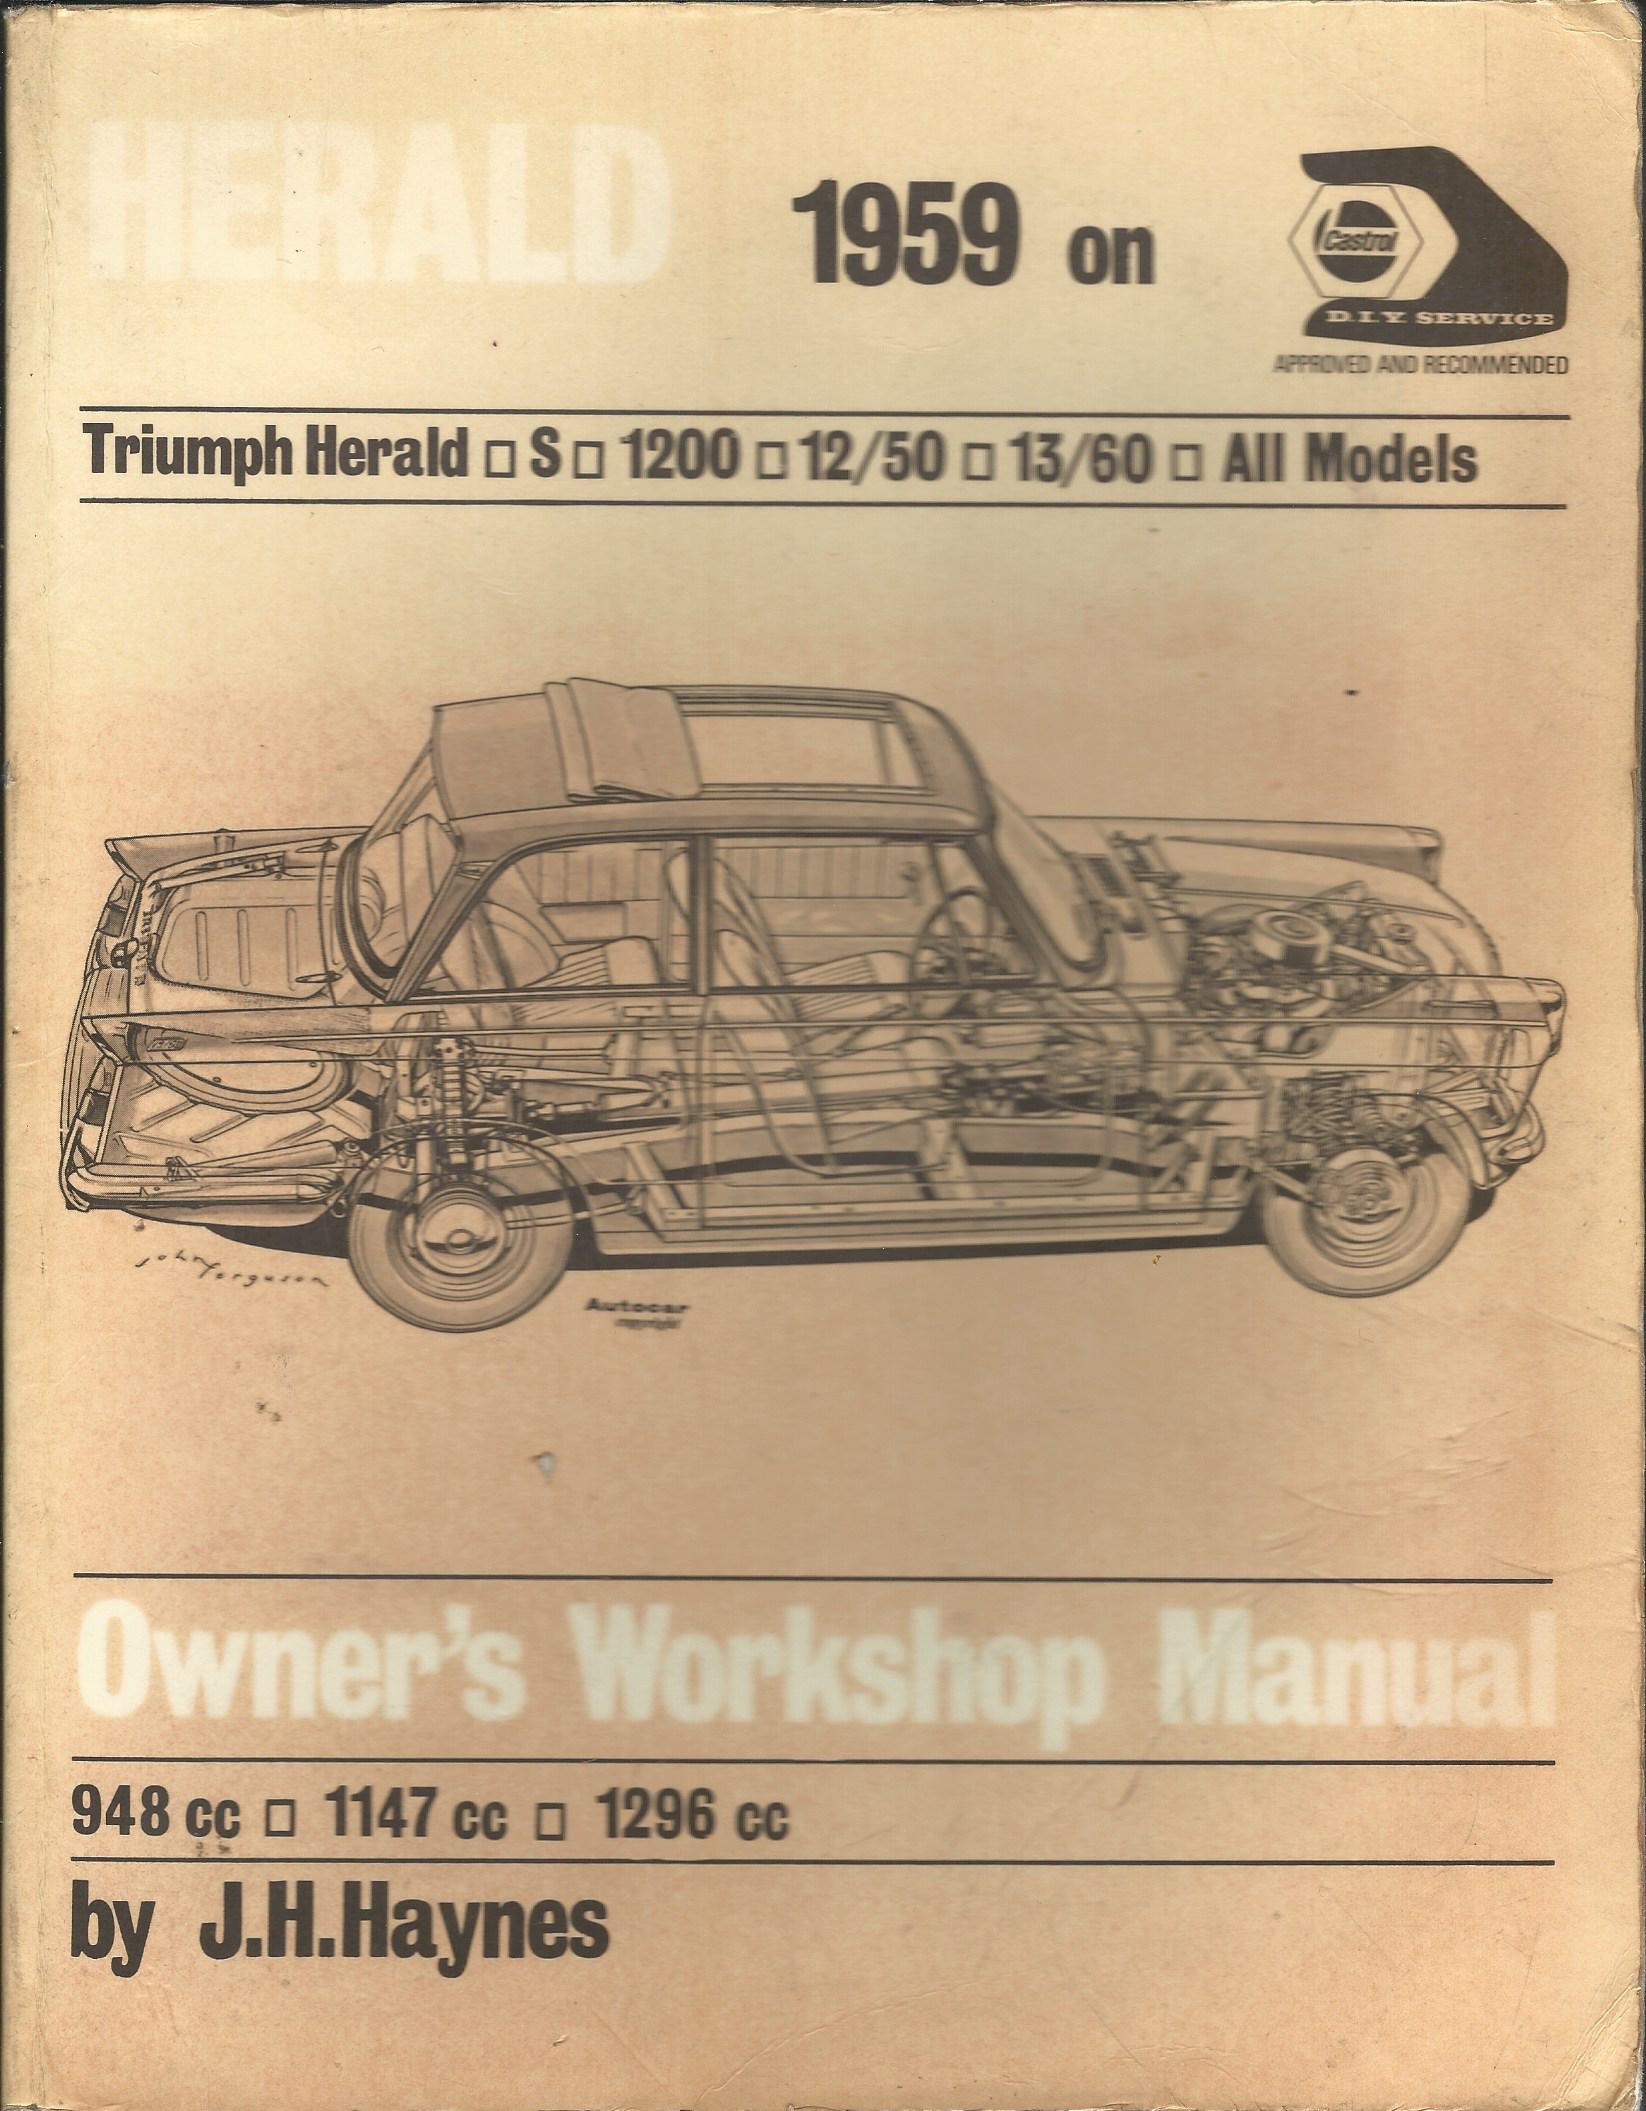 HERALD 1959 on
Castrol
D.I.Y. SERVICE
APPROVED AND RECOMMENDED
Triumph Herald □ S □ 1200 □ 12/50 □ 13/60 □ All Models
john ferguson
Autocar
copyright
Owner's Workshop Manual
948 cc □ 1147 cc □ 1296 cc
by J.H.Haynes